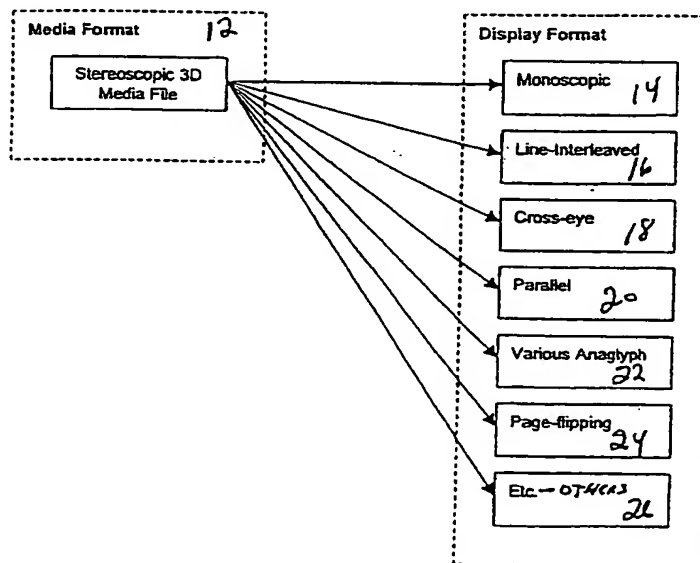 Media Format 12
Stereoscopic 3D
Media File
Display Format
Monoscopic
14
Line-Interleaved
16
Cross-eye
18
Parallel
20
Various Anaglyph
22
Page-flipping
24
Etc. - OTHERS
26